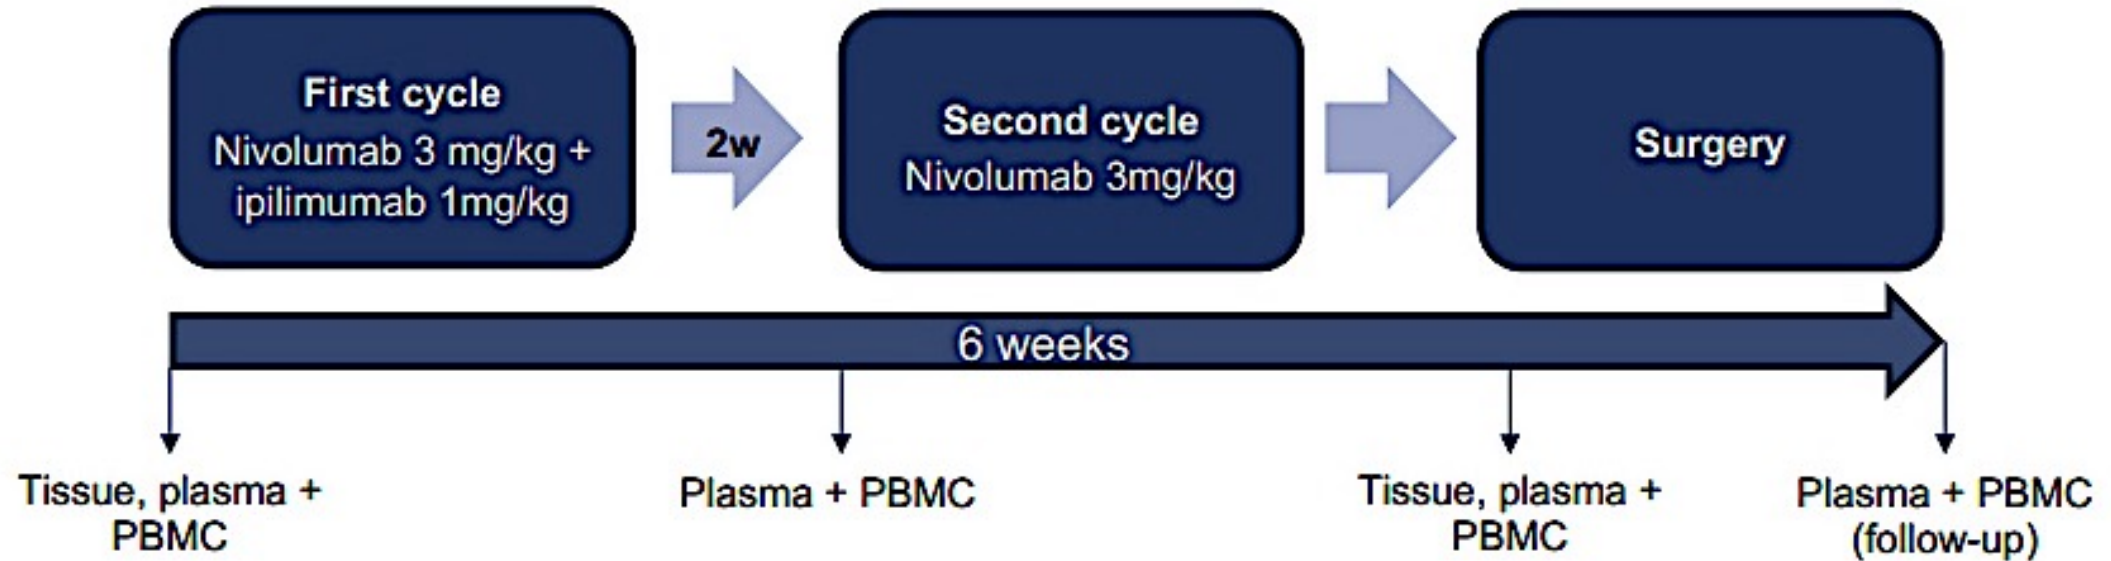 First cycle
Nivolumab 3 mg/kg +
ipilimumab 1mg/kg
2w
Second cycle
Nivolumab 3mg/kg
Surgery
6 weeks
Tissue, plasma +
PBMC
Plasma + PBMC
Tissue, plasma +
PBMC
Plasma + PBMC
(follow-up)